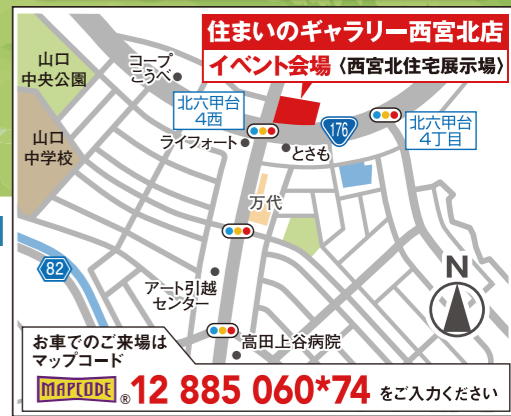 住まいのギャラリー西宮北店
イベント会場〈西宮北住宅展示場〉
山口
中央公園
コープ
こうべ
北六甲台
4西
176
北六甲台
4丁目
山口
中学校
ライフォート
とさも
万代
82
アート引越
センター
N
高田上谷病院
お車でのご来場は
マップコード
MAPCODE® 12 885 060*74 をご入力ください